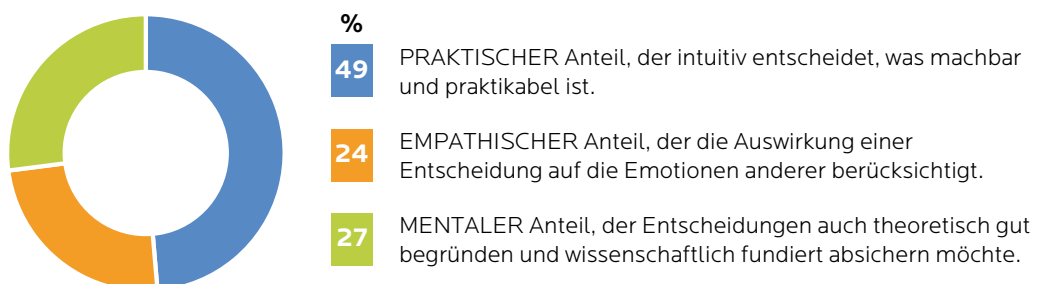 %
49
PRAKTISCHER Anteil, der intuitiv entscheidet, was machbar
und praktikabel ist.
24
EMPATHISCHER Anteil, der die Auswirkung einer
Entscheidung auf die Emotionen anderer berücksichtigt.
27
MENTALER Anteil, der Entscheidungen auch theoretisch gut
begründen und wissenschaftlich fundiert absichern möchte.